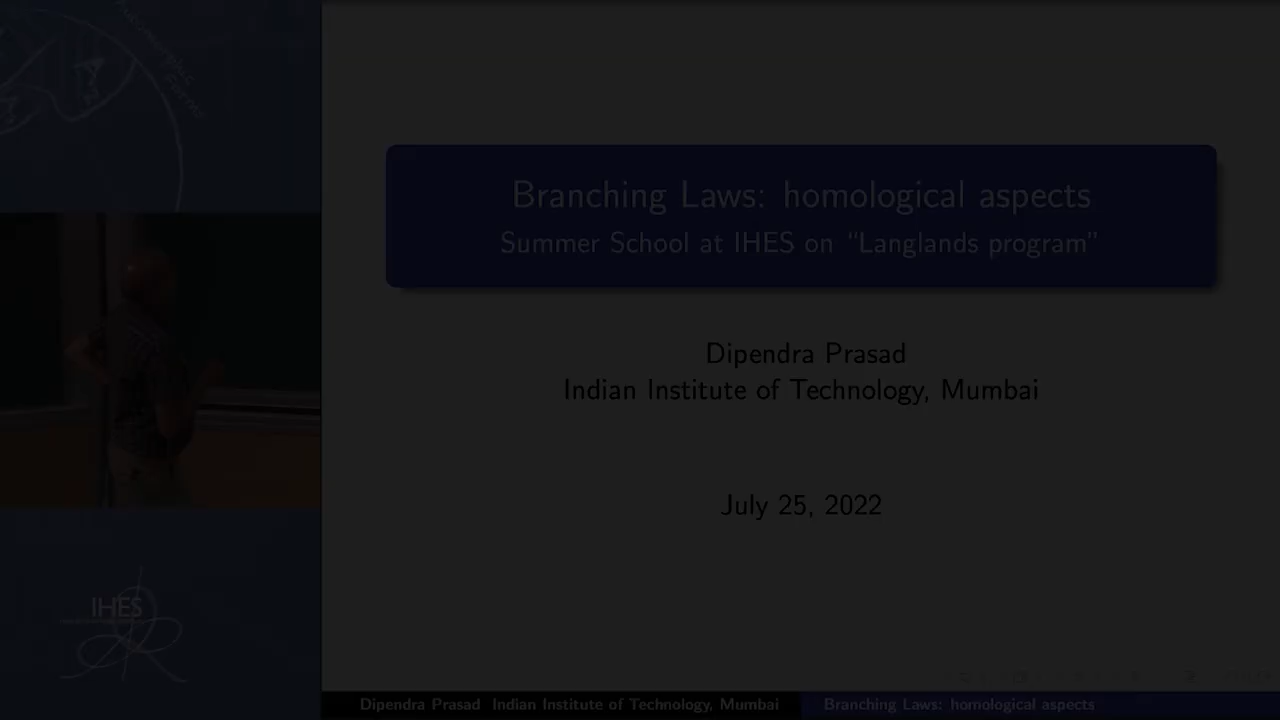 Branching Laws: homological aspects
Summer School at IHES on “Langlands program”
Dipendra Prasad
Indian Institute of Technology, Mumbai
July 25, 2022
IHES
Dipendra Prasad Indian Institute of Technology, Mumbai
Branching Laws: homological aspects